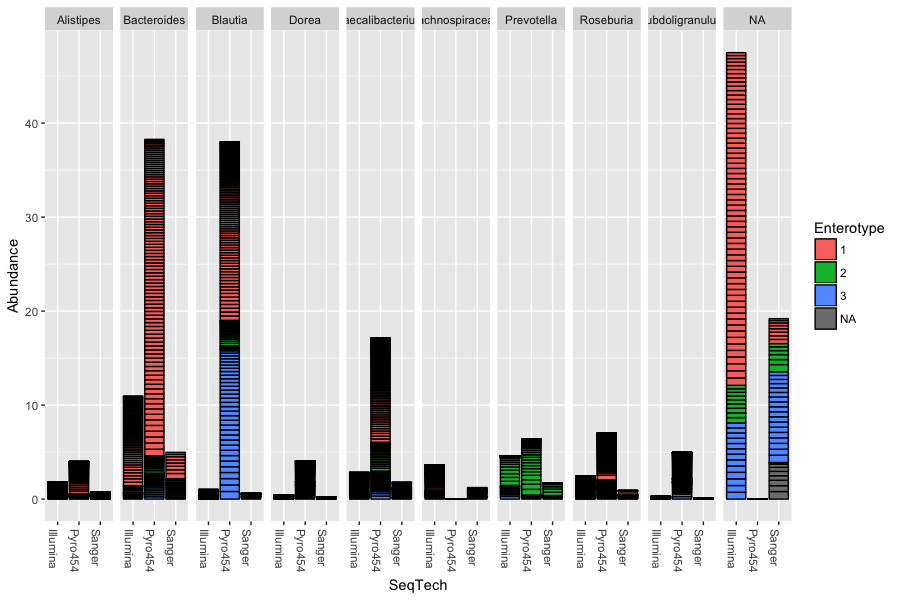 Alistipes Bacteroides Blautia Dorea aecalibacteriu achnospiracea Prevotella Roseburia ubdoligranulu NA
Abundance
40
30
20
10
0
Illumina Pyro454 Sanger Illumina Pyro454 Sanger Illumina Pyro454 Sanger Illumina Pyro454 Sanger Illumina Pyro454 Sanger Illumina Pyro454 Sanger Illumina Pyro454 Sanger Illumina Pyro454 Sanger Illumina Pyro454 Sanger Illumina Pyro454 Sanger
SeqTech
Enterotype
1
2
3
NA